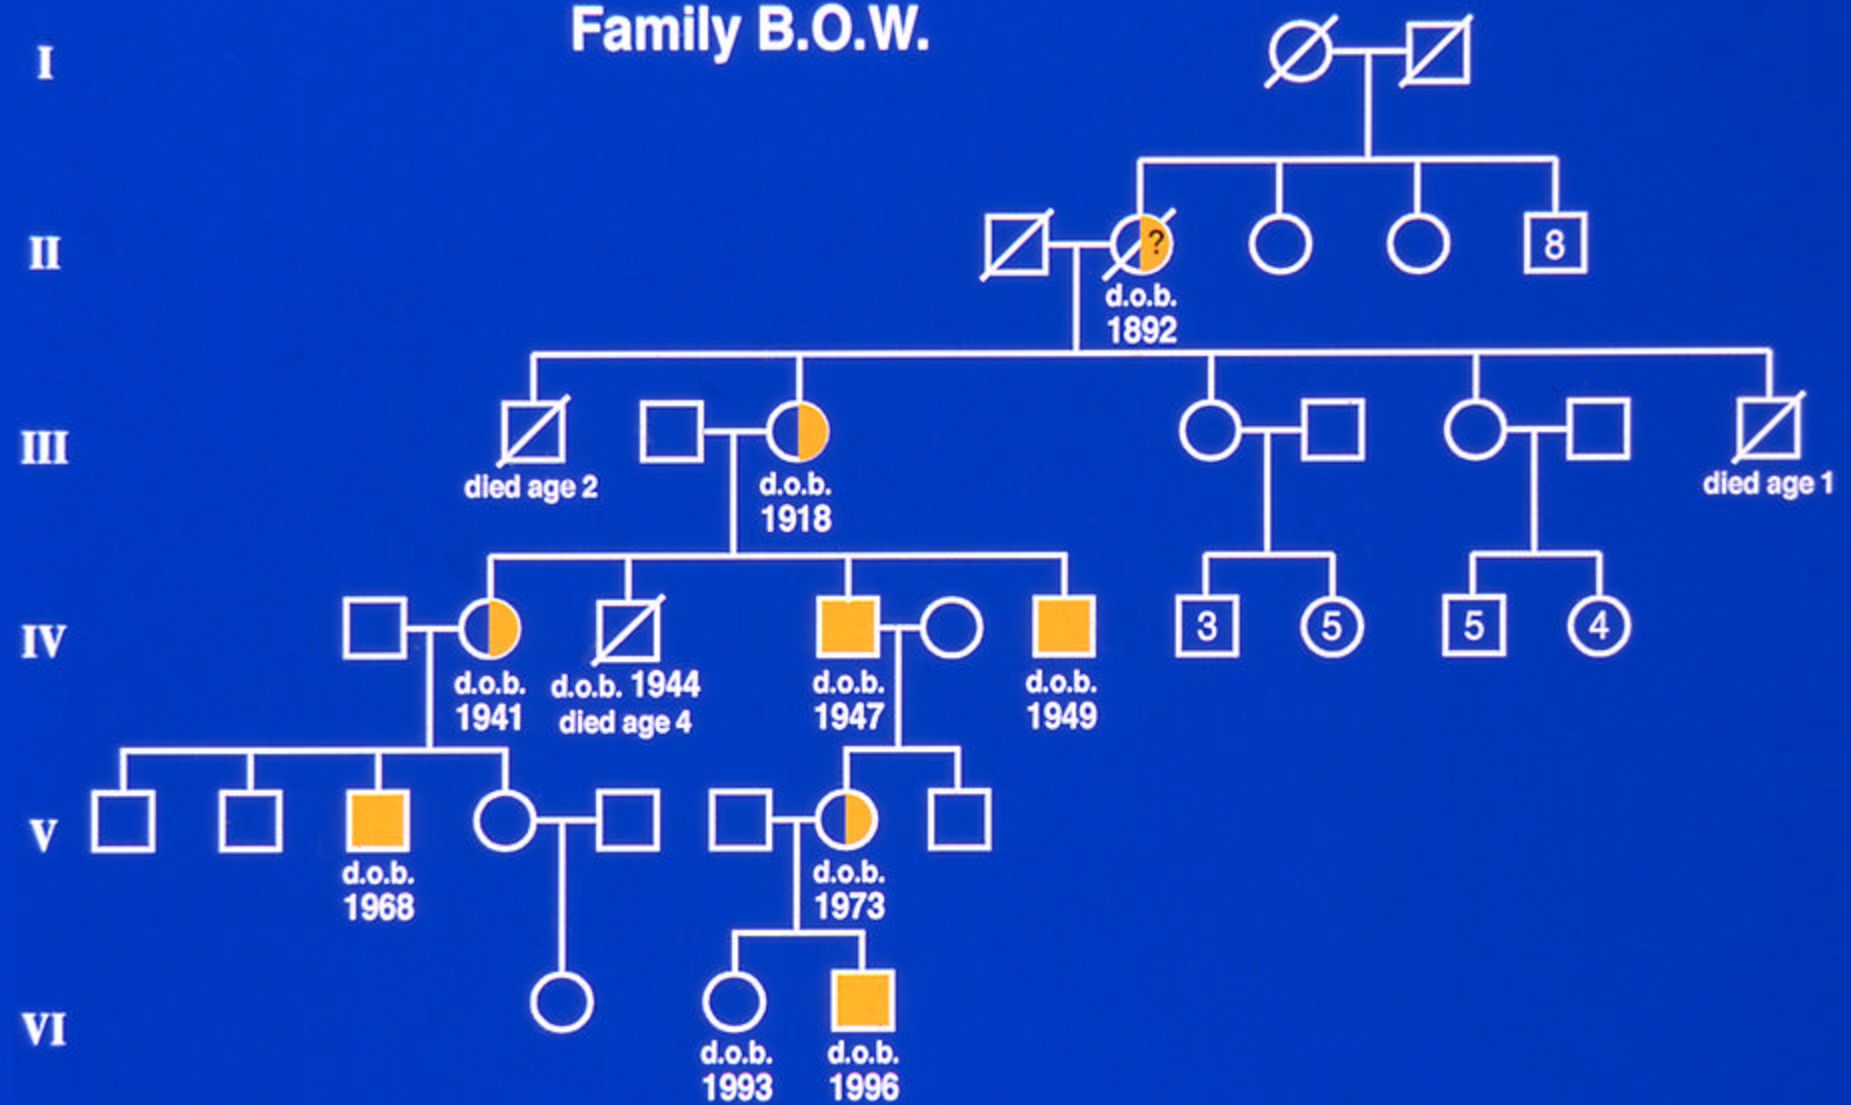 Family B.O.W.
I
II
?
8
d.o.b.
1892
III
died age 2
d.o.b.
1918
died age 1
IV
3
5
5
4
d.o.b.
1941
d.o.b. 1944
died age 4
d.o.b.
1947
d.o.b.
1949
V
d.o.b.
1968
d.o.b.
1973
VI
d.o.b.
1993
d.o.b.
1996